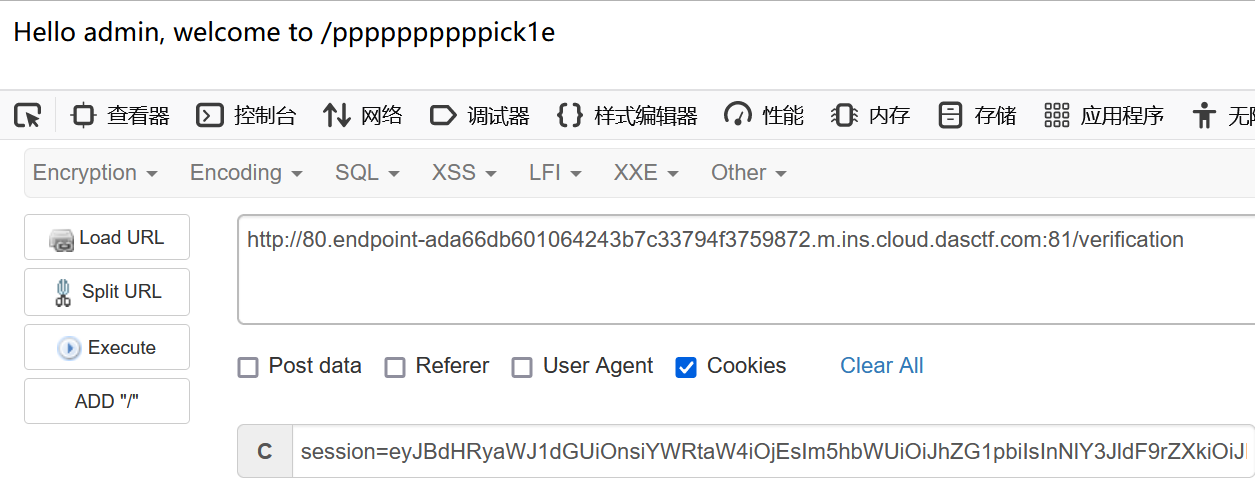 Hello admin, welcome to /ppppppppppick1e
查看器 控制台 网络 调试器 样式编辑器 性能 内存 存储 应用程序
Encryption Encoding SQL XSS LFI XXE Other
Load URL
http://80.endpoint-ada66db601064243b7c33794f3759872.m.ins.cloud.dasctf.com:81/verification
Split URL
Execute
Post data Referer User Agent Cookies Clear All
ADD "/"
C session=eyJBdHRyaWJ1dGUiOnsiYWRtaW4iOjEsIm5hbWUiOiJhZG1pbiIsInNlY3JldF9rZXkiOiJ